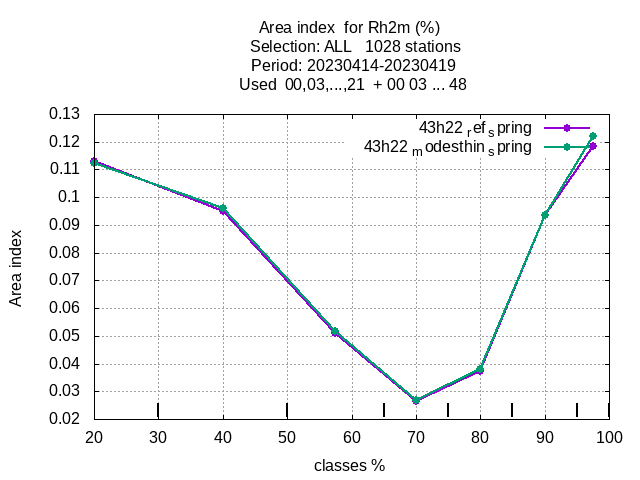 Area index  for Rh2m (%)
Selection: ALL   1028 stations
Period: 20230414-20230419
Used  00,03,...,21  + 00 03 ... 48
43h22 ref spring
43h22 modesthin spring
0.13
0.12
0.11
0.1
0.09
0.08
0.07
0.06
0.05
0.04
0.03
0.02
Area index
20 30 40 50 60 70 80 90 100
classes %